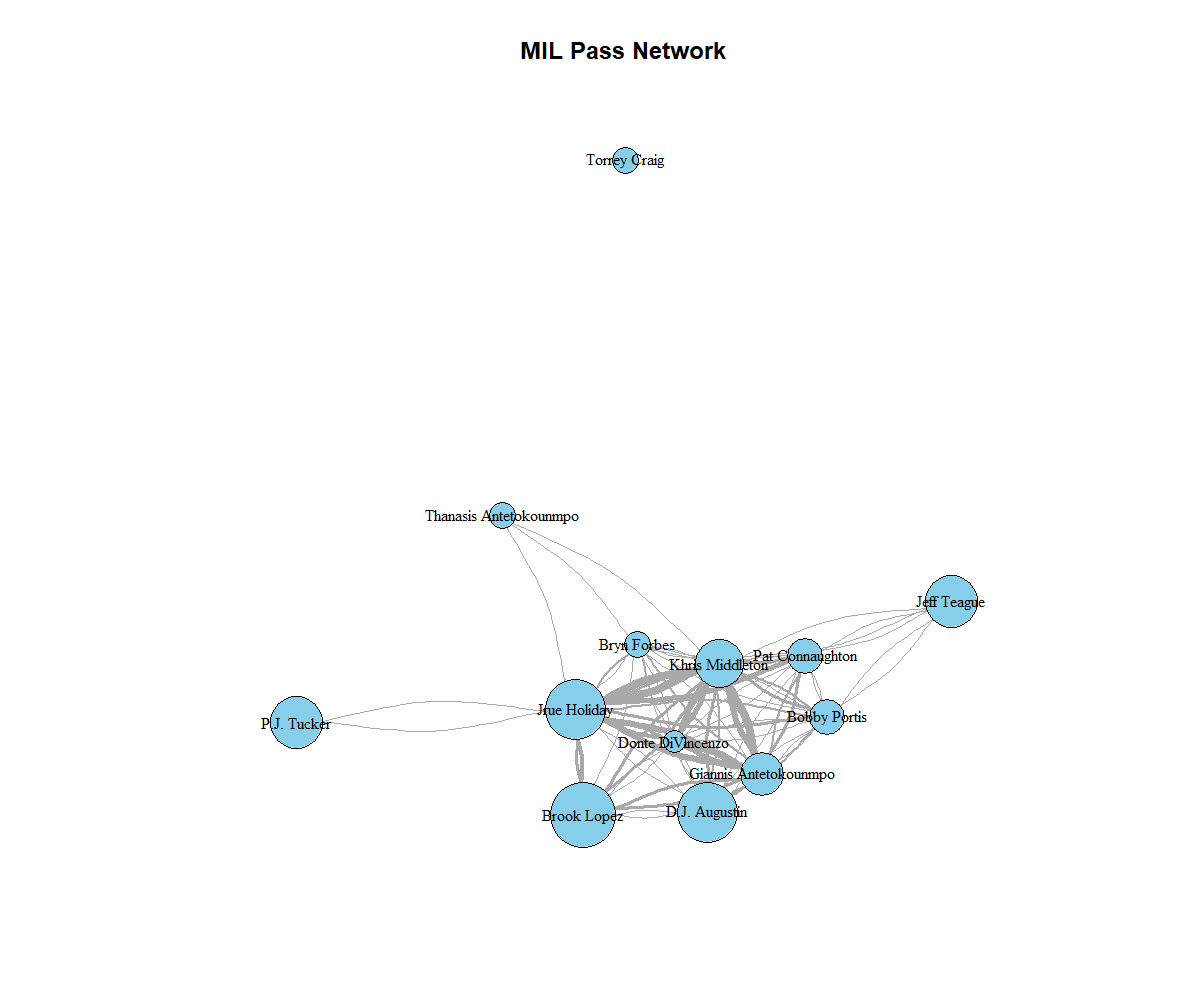 MIL Pass Network
Torrey Craig
Thanasis Antetokounmpo
Jeff Teague
Bryn Forbes
Khris Middleton
Pat Connaughton
Jrue Holiday
P.J. Tucker
Bobby Portis
Donte DiVincenzo
Giannis Antetokounmpo
Brook Lopez
D.J. Augustin